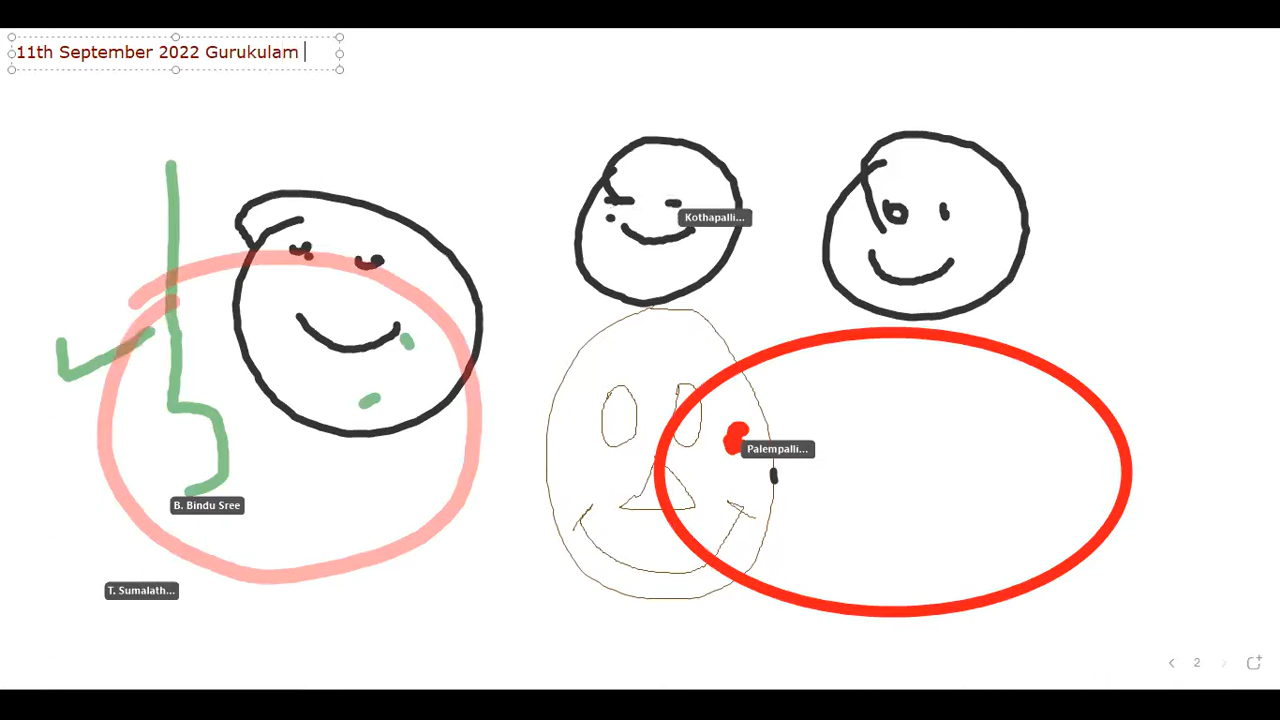 11th September 2022 Gurukulam
Kothapalli...
Palempalli...
B. Bindu Sree
T. Sumalath...
2